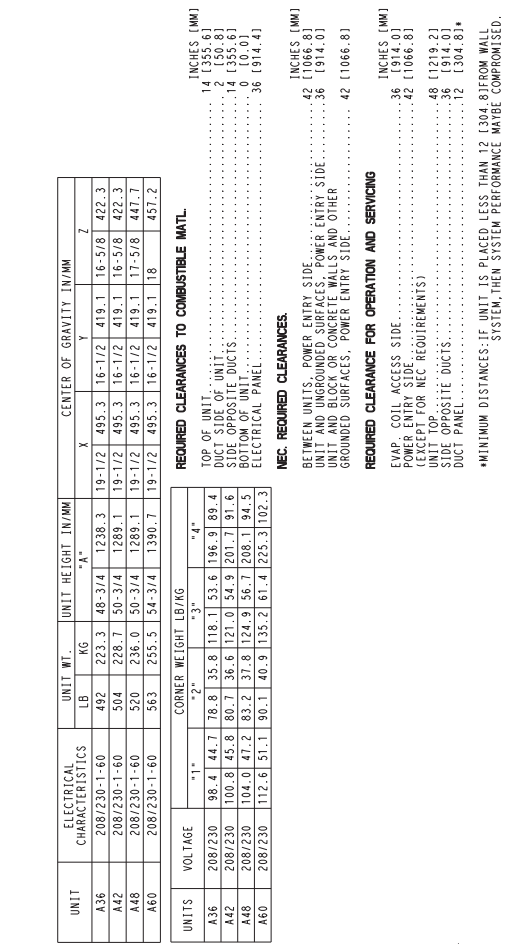 UNIT ELECTRICAL CHARACTERISTICS UNIT WT. UNIT HEIGHT IN/MM CENTER OF GRAVITY IN/MM
LB KG "A" X Y Z
A36 208/230-1-60 492 223.3 48-3/4 1238.3 19-1/2 495.3 16-1/2 419.1 16-5/8 422.3
A42 208/230-1-60 504 228.7 50-3/4 1289.1 19-1/2 495.3 16-1/2 419.1 16-5/8 422.3
A48 208/230-1-60 520 236.0 50-3/4 1289.1 19-1/2 495.3 16-1/2 419.1 17-5/8 447.7
A60 208/230-1-60 563 255.5 54-3/4 1390.7 19-1/2 495.3 16-1/2 419.1 18 457.2
UNITS VOLTAGE CORNER WEIGHT LB/KG
"1" "2" "3" "4"
A36 208/230 98.4 44.7 78.8 35.8 118.1 53.6 196.9 89.4
A42 208/230 100.8 45.8 80.7 36.6 121.0 54.9 201.7 91.6
A48 208/230 104.0 47.2 83.2 37.8 124.9 56.7 208.1 94.5
A60 208/230 112.6 51.1 90.1 40.9 135.2 61.4 225.3 102.3
REQUIRED CLEARANCES TO COMBUSTIBLE MATL.
INCHES [MM]
TOP OF UNIT...14 [355.6]
DUCT SIDE OF UNIT...2 [50.8]
SIDE OPPOSITE DUCTS...14 [355.6]
BOTTOM OF UNIT...0 [0.0]
ELECTRICAL PANEL...36 [914.4]
NEC. REQUIRED CLEARANCES.
INCHES [MM]
BETWEEN UNITS, POWER ENTRY SIDE...42 [1066.8]
UNIT AND UNGROUNDED SURFACES, POWER ENTRY SIDE...36 [914.0]
UNIT AND BLOCK OR CONCRETE WALLS AND OTHER
GROUNDED SURFACES, POWER ENTRY SIDE...42 [1066.8]
REQUIRED CLEARANCE FOR OPERATION AND SERVICING
INCHES [MM]
EVAP. COIL ACCESS SIDE...36 [914.0]
POWER ENTRY SIDE...42 [1066.8]
(EXCEPT FOR NEC REQUIREMENTS)
UNIT TOP...48 [1219.2]
SIDE OPPOSITE DUCTS...36 [914.0]
DUCT PANEL...12 [304.8]*
*MINIMUM DISTANCES:IF UNIT IS PLACED LESS THAN 12 [304.8]FROM WALL
SYSTEM,THEN SYSTEM PERFORMANCE MAYBE COMPROMISED.